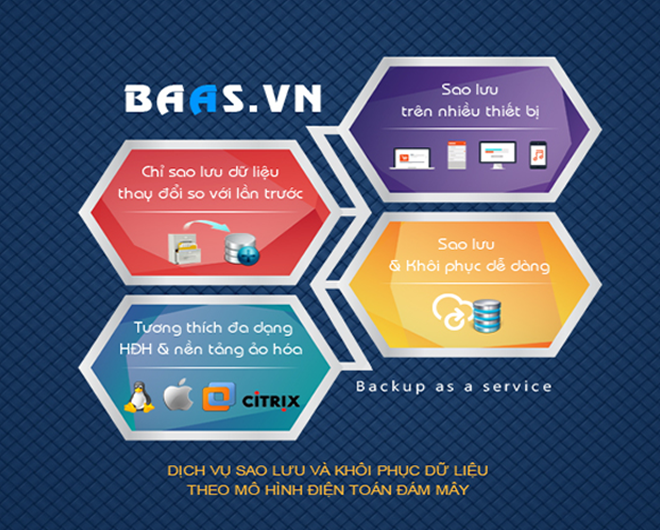 BAAS.VN
Sao lưu
trên nhiều thiết bị
Chỉ sao lưu dữ liệu
thay đổi so với lần trước
Sao lưu
& Khôi phục dễ dàng
Tương thích đa dạng
HĐH & nền tảng ảo hóa
CiTRIX
Backup as a service
DỊCH VỤ SAO LƯU VÀ KHÔI PHỤC DỮ LIỆU
THEO MÔ HÌNH ĐIỆN TOÁN ĐÁM MÂY